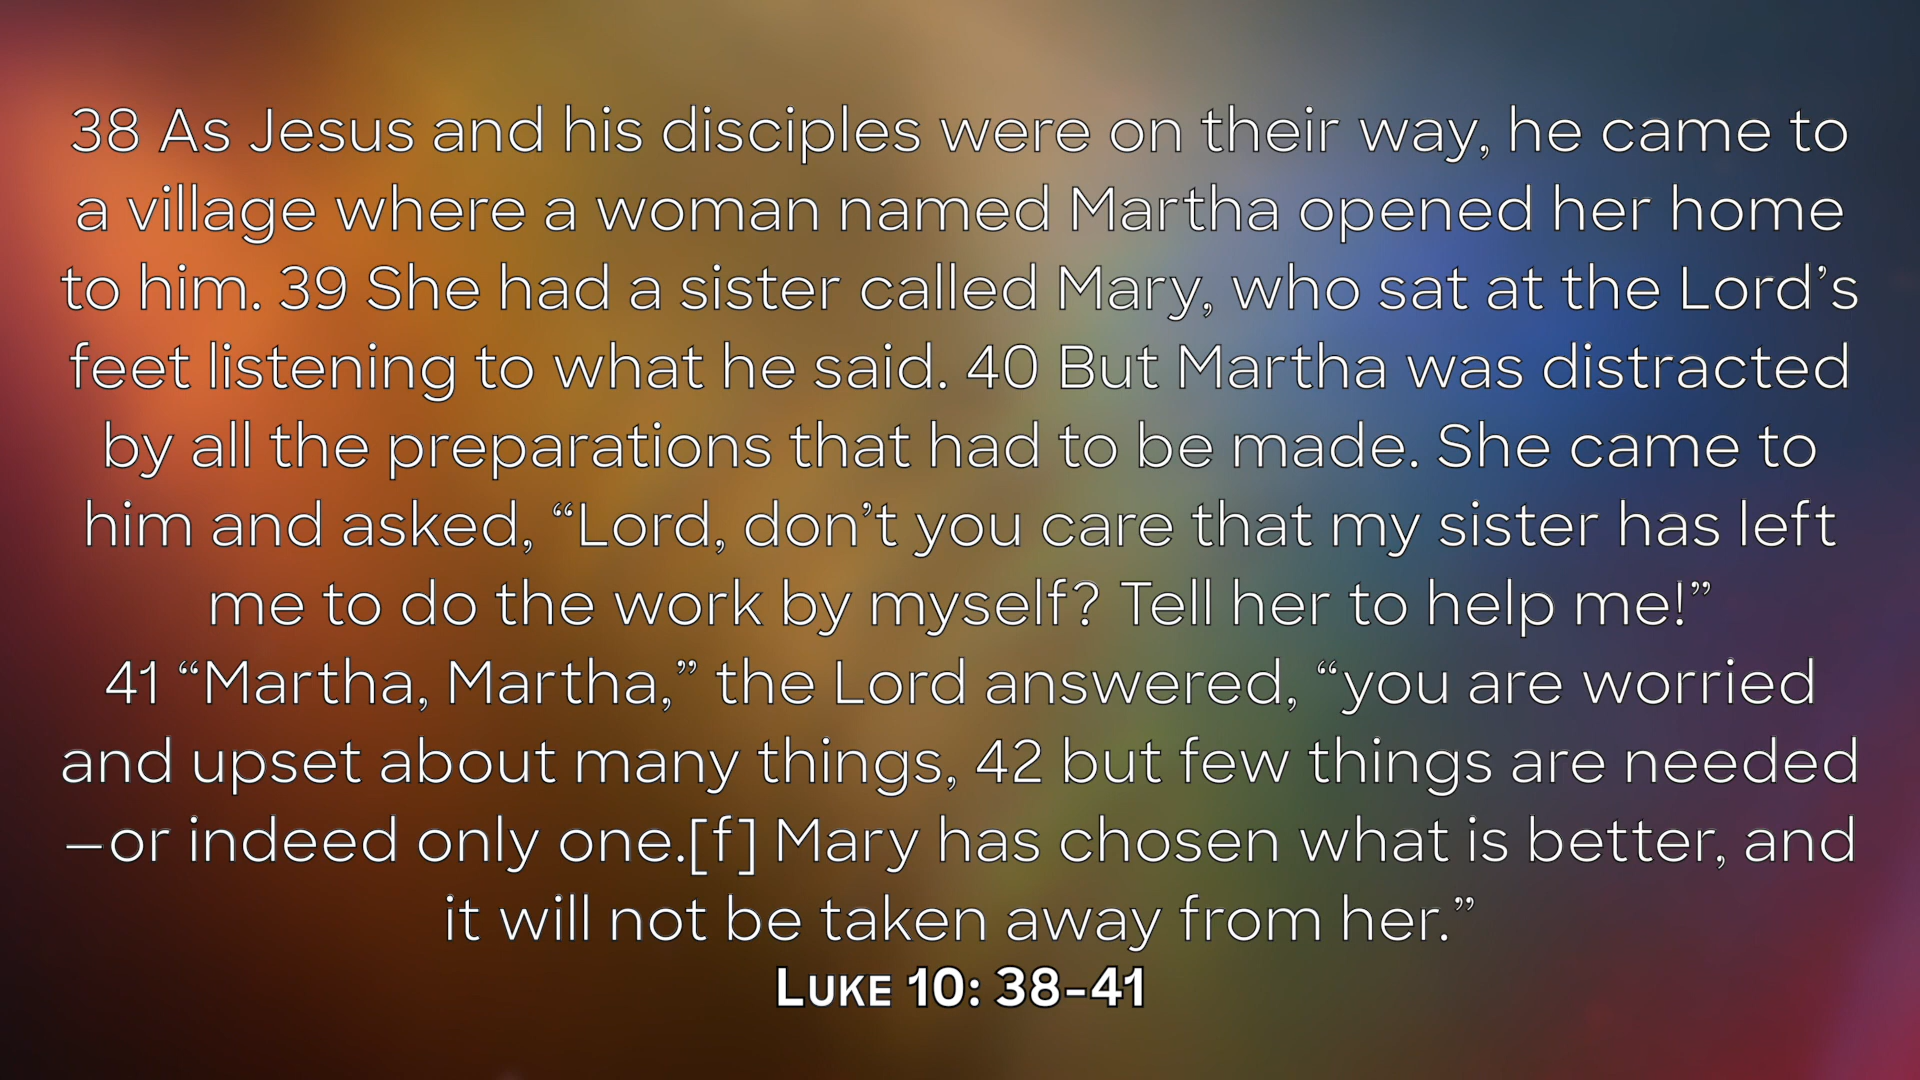 38 As Jesus and his disciples were on their way, he came to
a village where a woman named Martha opened her home
to him. 39 She had a sister called Mary, who sat at the Lord’s
feet listening to what he said. 40 But Martha was distracted
by all the preparations that had to be made. She came to
him and asked, “Lord, don’t you care that my sister has left
me to do the work by myself? Tell her to help me!”
41 “Martha, Martha,” the Lord answered, “you are worried
and upset about many things, 42 but few things are needed
—or indeed only one.[f] Mary has chosen what is better, and
it will not be taken away from her.”
Luke 10: 38-41